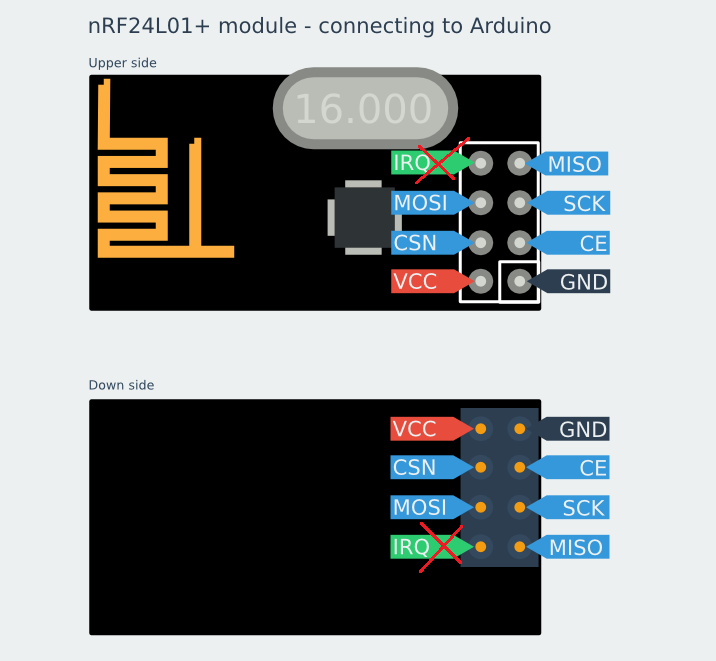 nRF24L01+ module - connecting to Arduino
Upper side
16.000
IRQ MISO
MOSI SCK
CSN CE
VCC GND
Down side
VCC GND
CSN CE
MOSI SCK
IRQ MISO